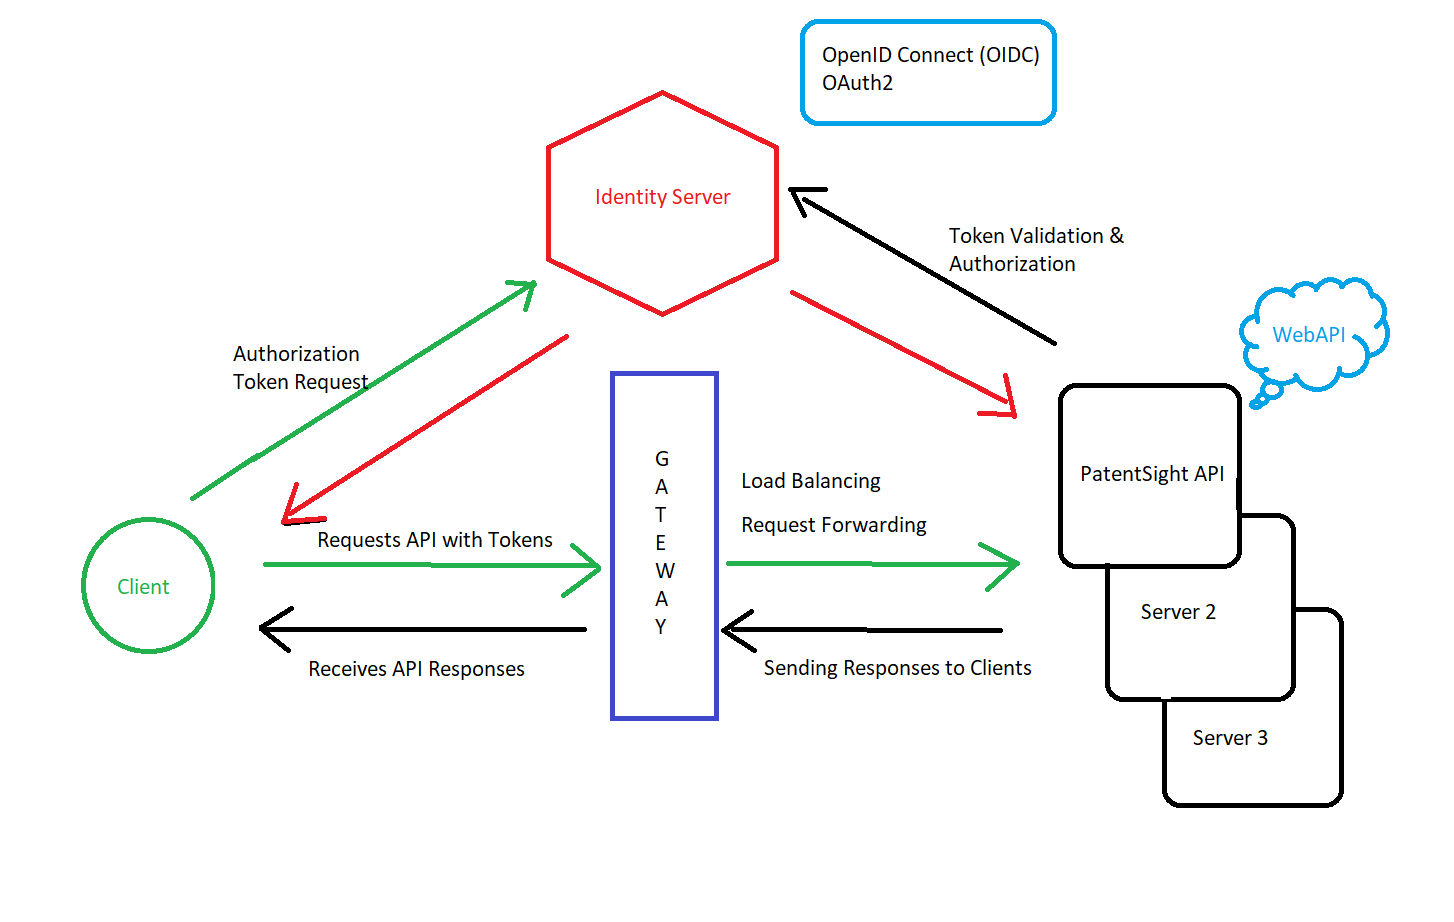 OpenID Connect (OIDC)
OAuth2
Identity Server
Token Validation &
Authorization
WebAPI
Authorization
Token Request
G
A
T
E
W
A
Y
Load Balancing
Request Forwarding
PatentSight API
Requests API with Tokens
Client
Server 2
Receives API Responses
Sending Responses to Clients
Server 3